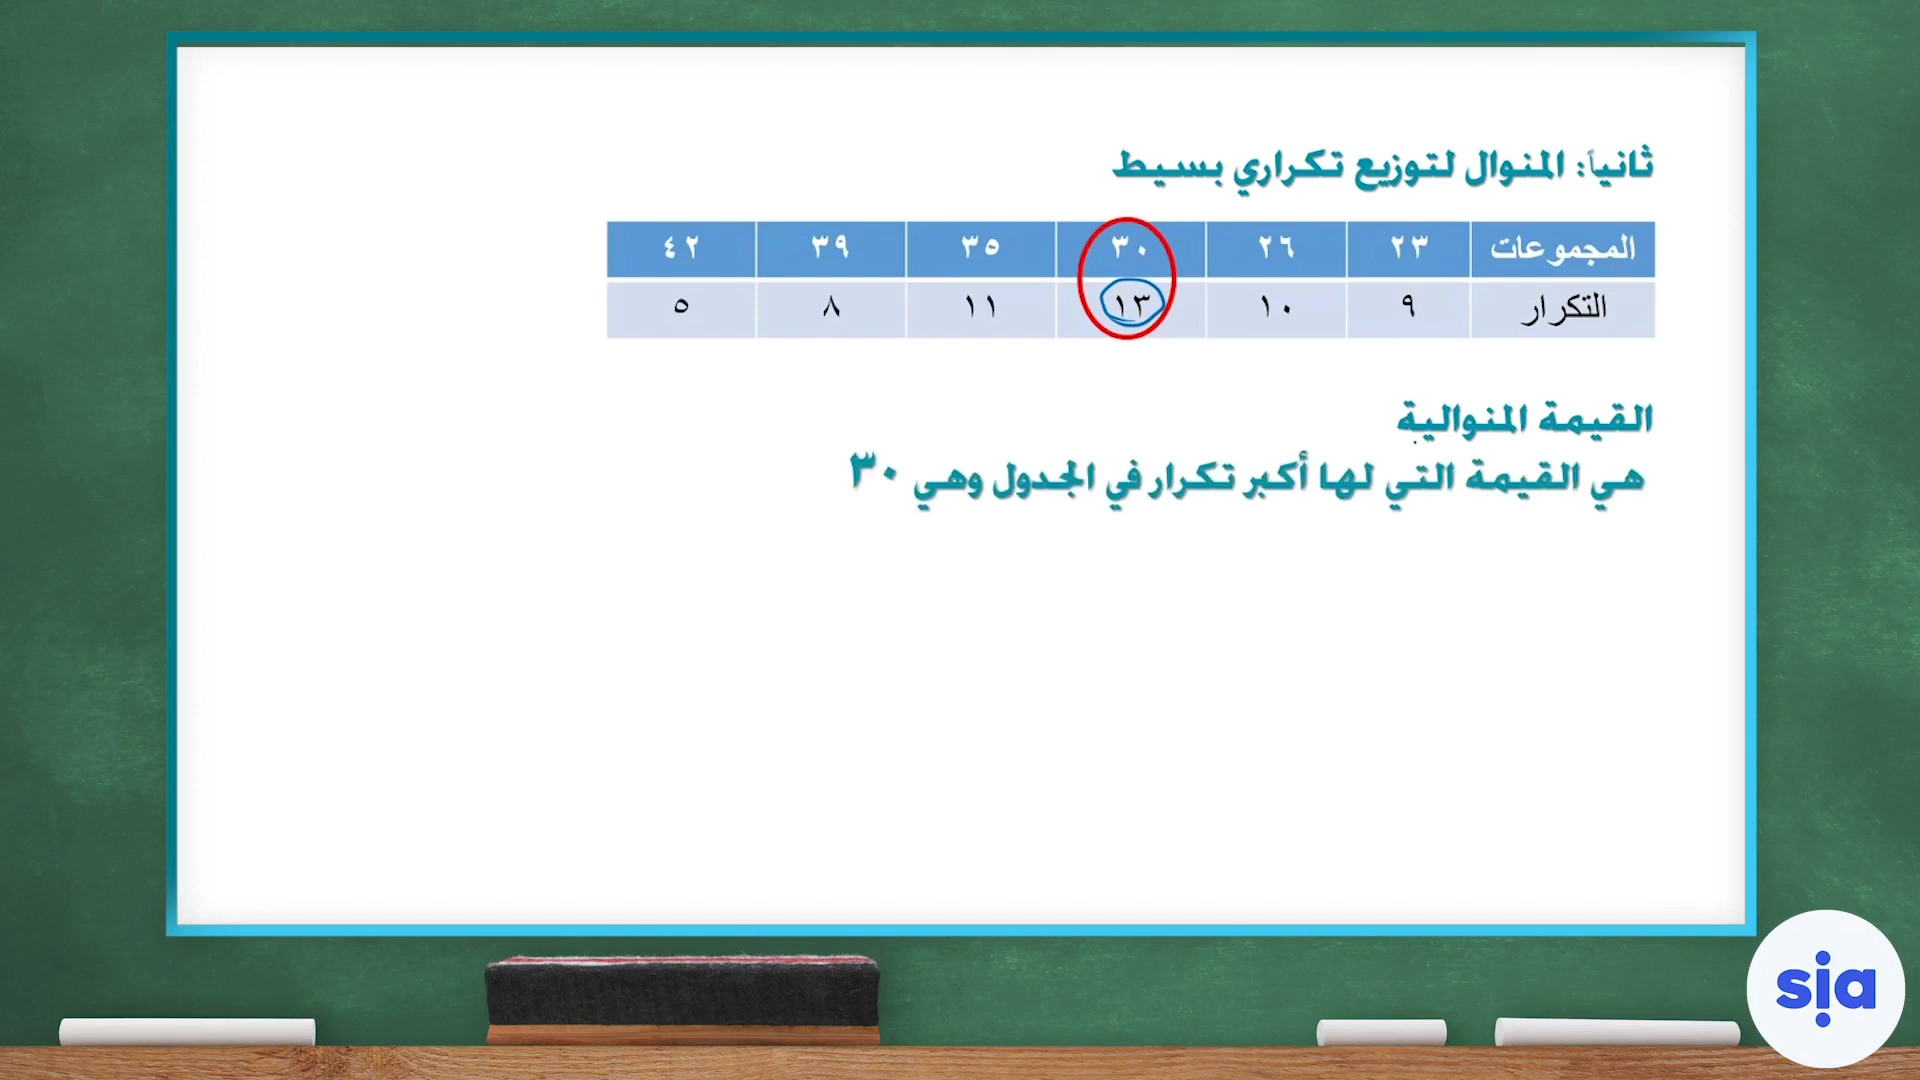 ثانياً: المنوال لتوزيع تكراري بسيط
المجموعات ٢٣ ٢٦ ٣٠ ٣٥ ٣٩ ٤٢
التكرار ٩ ١٠ ١٣ ١١ ٨ ٥
القيمة المنوالية
هي القيمة التي لها أكبر تكرار في الجدول وهي ٣٠
sia